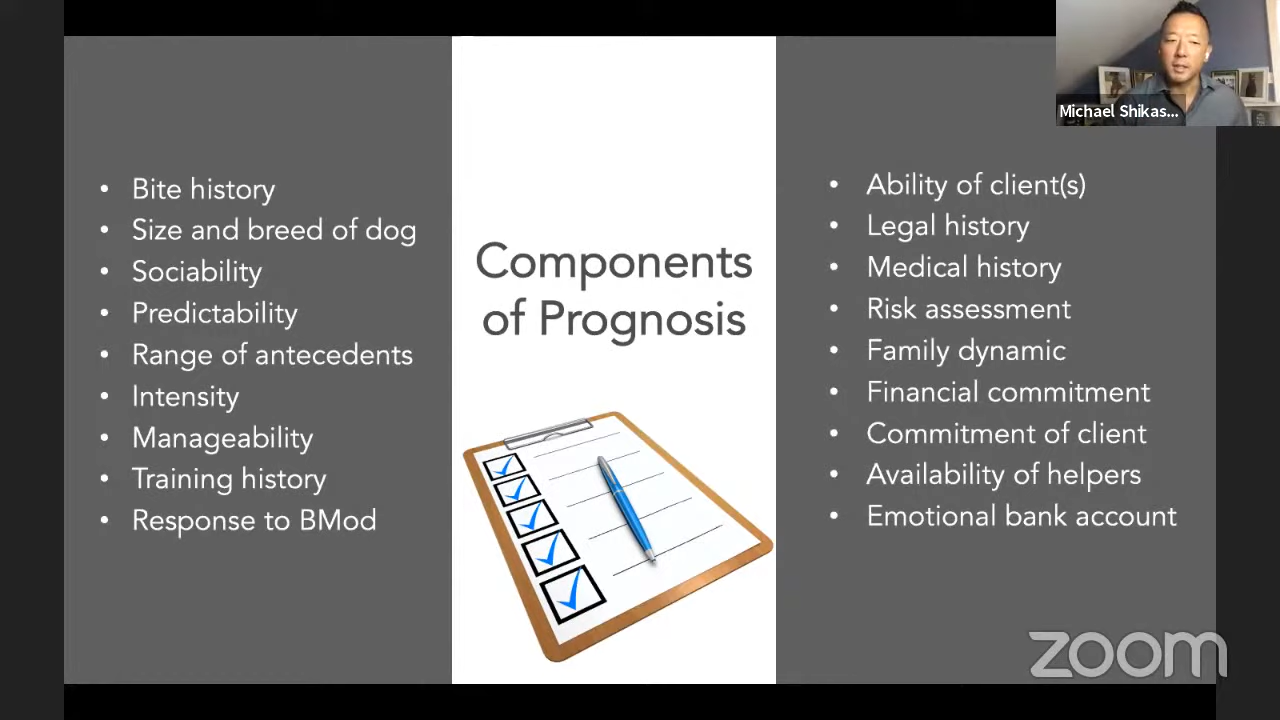 Michael Shikas...
• Bite history
• Size and breed of dog
• Sociability
• Predictability
• Range of antecedents
• Intensity
• Manageability
• Training history
• Response to BMod
Components
of Prognosis
• Ability of client(s)
• Legal history
• Medical history
• Risk assessment
• Family dynamic
• Financial commitment
• Commitment of client
• Availability of helpers
• Emotional bank account
zoom